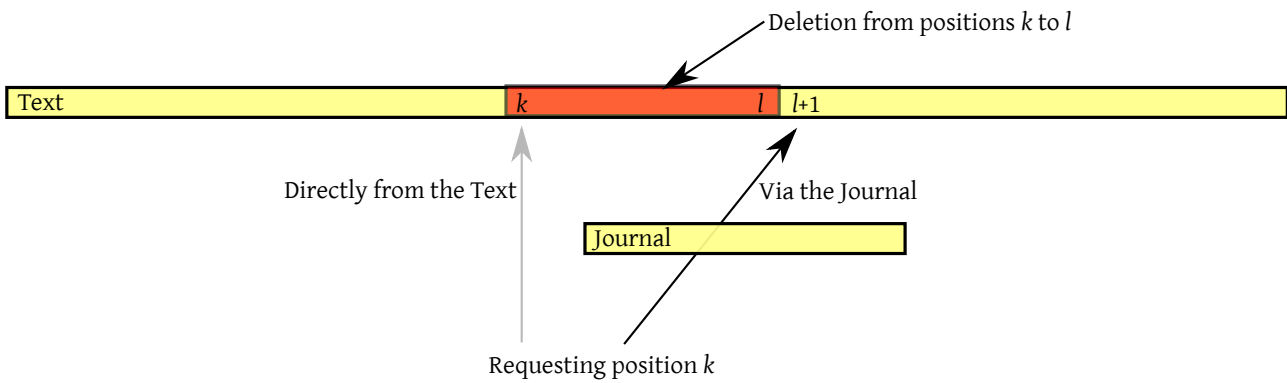 Deletion from positions k to l
Text
k
l
l+1
Directly from the Text
Via the Journal
Journal
Requesting position k